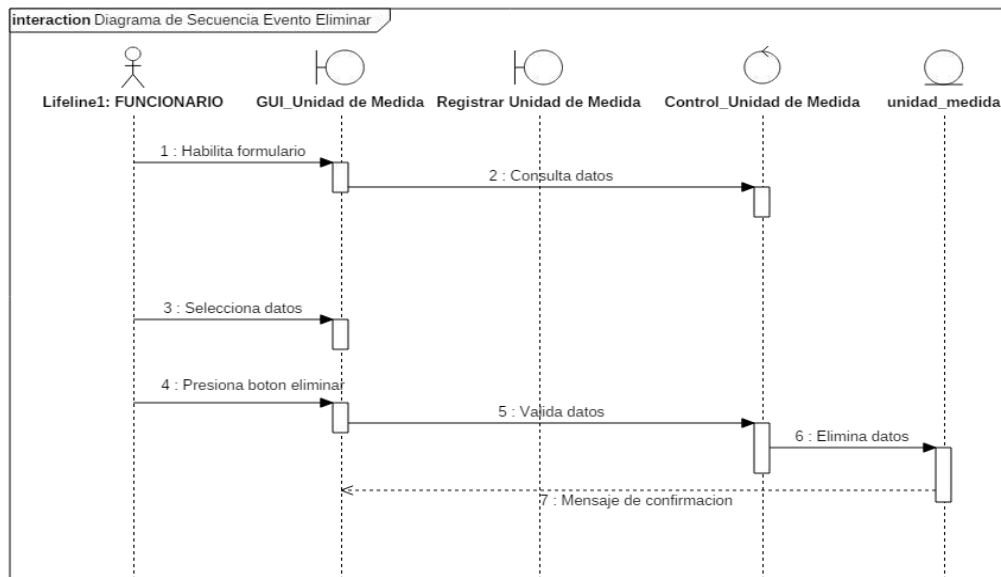 interaction Diagrama de Secuencia Evento Eliminar
Lifeline1: FUNCIONARIO
GUI_Unidad de Medida
Registrar Unidad de Medida
Control_Unidad de Medida
unidad_medida
1 : Habilita formulario
2 : Consulta datos
3 : Selecciona datos
4 : Presiona boton eliminar
5 : Valida datos
6 : Elimina datos
7 : Mensaje de confirmacion